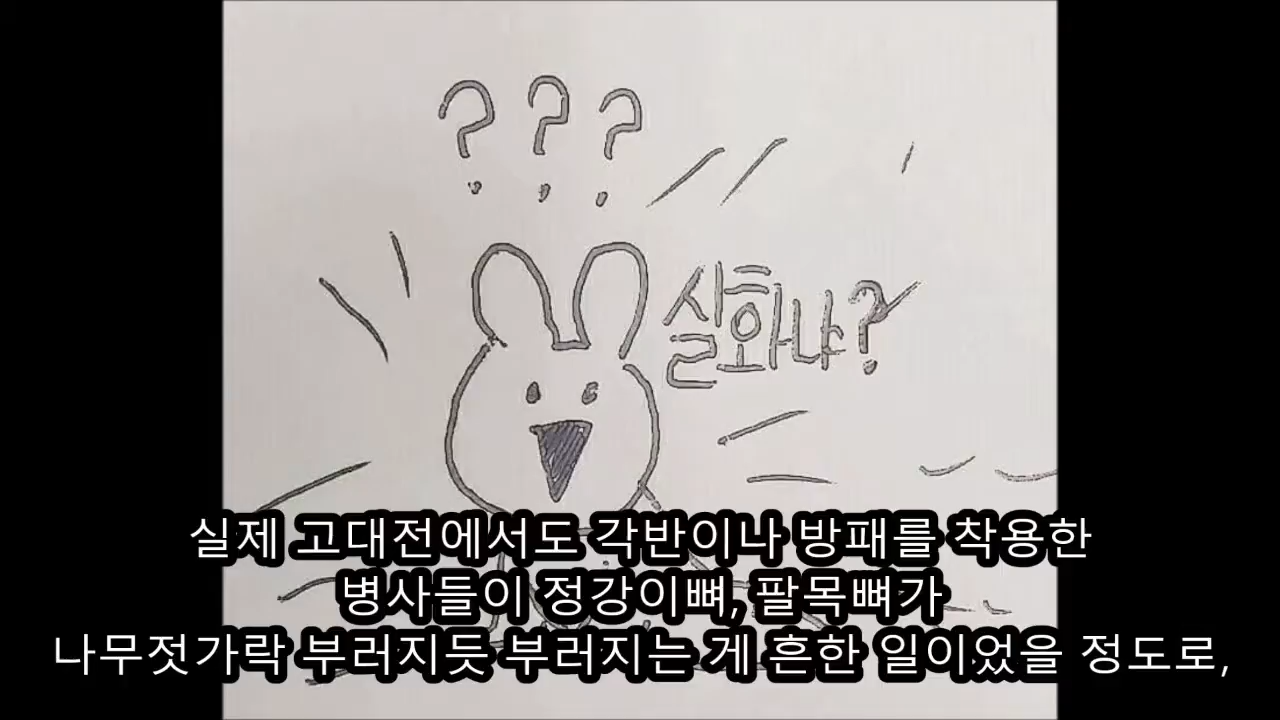 ? ? ?
실화냐?
실제 고대전에서도 각반이나 방패를 착용한
병사들이 정강이뼈, 팔목뼈가
나무젓가락 부러지듯 부러지는 게 흔한 일이었을 정도로,